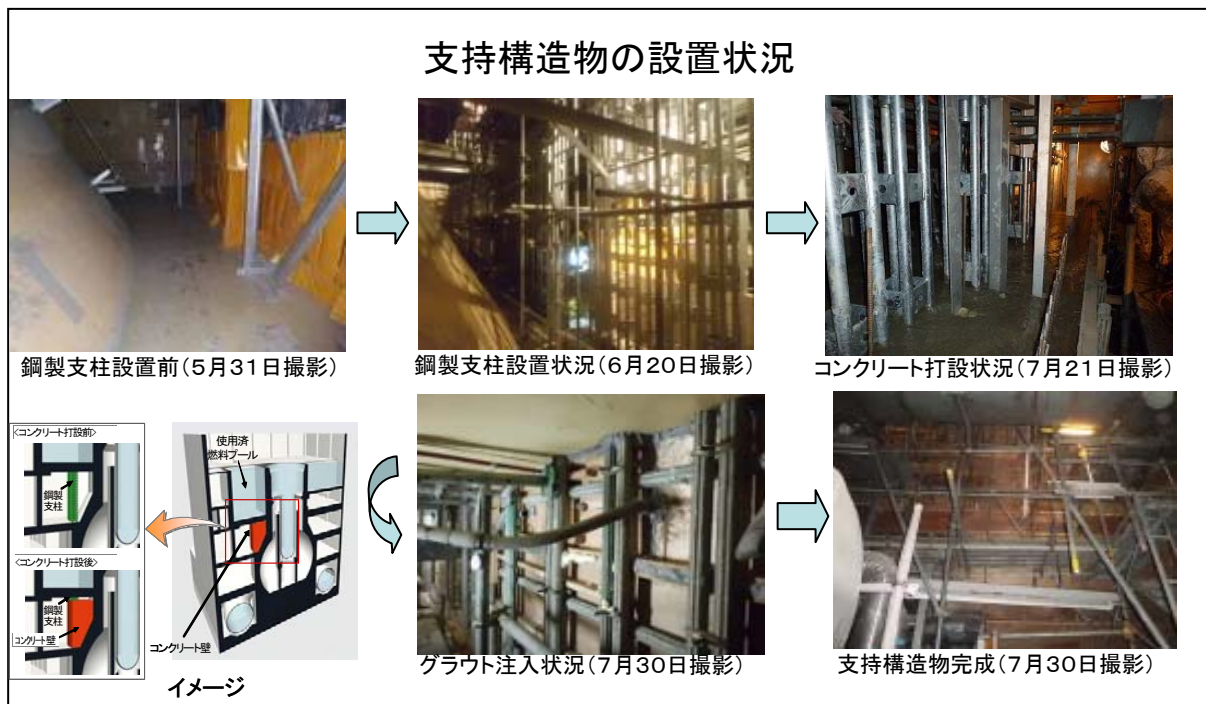 支持構造物の設置状況
鋼製支柱設置前(5月31日撮影)
鋼製支柱設置状況(6月20日撮影)
コンクリート打設状況(7月21日撮影)
<コンクリート打設前>
鋼製
支柱
<コンクリート打設後>
鋼製
支柱
コンクリート壁
使用済
燃料プール
コンクリート壁
イメージ
グラウト注入状況(7月30日撮影)
支持構造物完成(7月30日撮影)